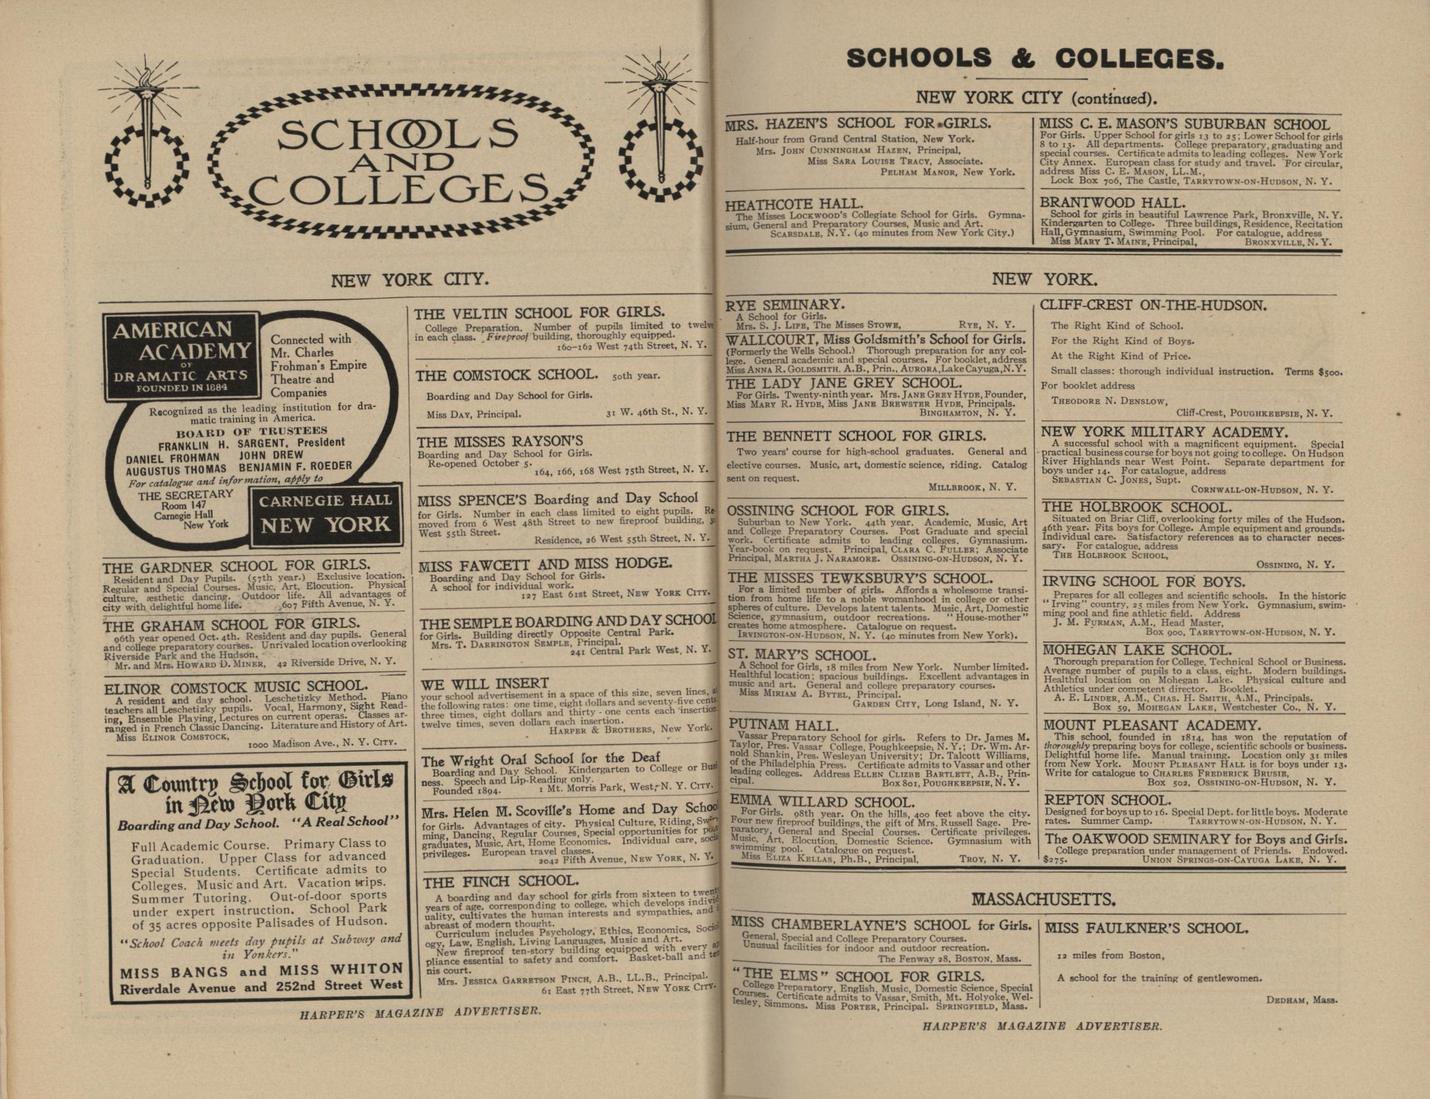 SCHOOLS
AND
COLLEGES
NEW YORK CITY.
AMERICAN
ACADEMY
OF
DRAMATIC ARTS
FOUNDED IN 1884
Connected with
Mr. Charles
Frohman's Empire
Theatre and
Companies
Recognized as the leading institution for dra-
matic training in America.
BOARD OF TRUSTEES
FRANKLIN H. SARGENT, President
DANIEL FROHMAN JOHN DREW
AUGUSTUS THOMAS BENJAMIN F. ROEDER
For catalogue and information, apply to
THE SECRETARY
Room 147
Carnegie Hall
New York
CARNEGIE HALL
NEW YORK
THE GARDNER SCHOOL FOR GIRLS.
Resident and Day Pupils. (57th year.) Exclusive location.
Regular and Special Courses. Music, Art, Elocution. Physical
culture, æsthetic dancing. Outdoor life. All advantages of
city with delightful home life. 607 Fifth Avenue, N. Y.
THE GRAHAM SCHOOL FOR GIRLS.
96th year opened Oct. 4th. Resident and day pupils. General
and college preparatory courses. Unrivaled location overlooking
Riverside Park and the Hudson.
Mr. and Mrs. HOWARD D. MINER, 42 Riverside Drive, N. Y.
ELINOR COMSTOCK MUSIC SCHOOL.
A resident and day school. Leschetizky Method. Piano
teachers all Leschetizky pupils. Vocal, Harmony, Sight Read-
ing, Ensemble Playing, Lectures on current operas. Classes ar-
ranged in French Classic Dancing. Literature and History of Art.
Miss ELINOR COMSTOCK,
1000 Madison Ave., N. Y. CITY.
A Country School for Girls
in New York City
Boarding and Day School. "A Real School"
Full Academic Course. Primary Class to
Graduation. Upper Class for advanced
Special Students. Certificate admits to
Colleges. Music and Art. Vacation trips.
Summer Tutoring. Out-of-door sports
under expert instruction. School Park
of 35 acres opposite Palisades of Hudson.
"School Coach meets day pupils at Subway and
in Yonkers."
MISS BANGS and MISS WHITON
Riverdale Avenue and 252nd Street West
THE VELTIN SCHOOL FOR GIRLS.
College Preparation. Number of pupils limited to twelve
in each class. Fireproof building, thoroughly equipped.
160-162 West 74th Street, N. Y.
THE COMSTOCK SCHOOL. 50th year.
Boarding and Day School for Girls.
Miss DAY, Principal. 31 W. 46th St., N. Y.
THE MISSES RAYSON'S
Boarding and Day School for Girls.
Re-opened October 5.
164, 166, 168 West 75th Street, N. Y.
MISS SPENCE'S Boarding and Day School
for Girls. Number in each class limited to eight pupils. Re
moved from 6 West 48th Street to new fireproof building,
West 55th Street.
Residence, 26 West 55th Street, N. Y.
MISS FAWCETT AND MISS HODGE.
Boarding and Day School for Girls.
A school for individual work.
127 East 61st Street, NEW YORK CITY.
THE SEMPLE BOARDING AND DAY SCHOOL
for Girls. Building directly Opposite Central Park.
Mrs. T. DARRINGTON SEMPLE, Principal.
241 Central Park West, N. Y.
WE WILL INSERT
your school advertisement in a space of this size, seven lines,
the following rates: one time, eight dollars and seventy-five cents
three times, eight dollars and thirty-one cents each insertion
twelve times, seven dollars each insertion.
HARPER & BROTHERS, New York.
The Wright Oral School for the Deaf
Boarding and Day School. Kindergarten to College or Busi
ness. Speech and Lip-Reading only.
Founded 1894. 1 Mt. Morris Park, West, N. Y. CITY.
Mrs. Helen M. Scoville's Home and Day School
for Girls. Advantages of city. Physical Culture, Riding, Swim
ming, Dancing, Regular Courses, Special opportunities for post
graduates, Music, Art, Home Economics. Individual care, social
privileges. European travel classes.
2042 Fifth Avenue, NEW YORK, N. Y.
THE FINCH SCHOOL.
A boarding and day school for girls from sixteen to twenty
years of age, corresponding to college, which develops individ
uality, cultivates the human interests and sympathies, and
abreast of modern thought.
Curriculum includes Psychology, Ethics, Economics, Sociol
ogy, Law, English, Living Languages, Music and Art.
New fireproof ten-story building equipped with every ap
pliance essential to safety and comfort. Basket-ball and ten
nis court.
Mrs. JESSICA GARRETSON FINCH, A.B., LL.B., Principal.
61 East 77th Street, NEW YORK CITY.
HARPER'S MAGAZINE ADVERTISER.
SCHOOLS & COLLEGES.
NEW YORK CITY (continued).
MRS. HAZEN'S SCHOOL FOR GIRLS.
Half-hour from Grand Central Station, New York.
Mrs. JOHN CUNNINGHAM HAZEN, Principal,
Miss SARA LOUISE TRACY, Associate.
PELHAM MANOR, New York.
HEATHCOTE HALL.
The Misses LOCKWOOD'S Collegiate School for Girls. Gymna-
sium, General and Preparatory Courses, Music and Art.
SCARSDALE, N.Y. (40 minutes from New York City.)
MISS C. E. MASON'S SUBURBAN SCHOOL
For Girls. Upper School for girls 13 to 25; Lower School for girls
8 to 13. All departments. College preparatory, graduating and
special courses. Certificate admits to leading colleges. New York
City Annex. European class for study and travel. For circular,
address Miss C. E. MASON, LL.M.,
Lock Box 706, The Castle, TARRYTOWN-ON-HUDSON, N. Y.
BRANTWOOD HALL.
School for girls in beautiful Lawrence Park, Bronxville, N. Y.
Kindergarten to College. Three buildings, Residence, Recitation
Hall, Gymnasium, Swimming Pool. For catalogue, address
Miss MARY T. MAINE, Principal, BRONXVILLE, N. Y.
NEW YORK.
RYE SEMINARY.
A School for Girls.
Mrs. S. J. LIFE, The Misses STOWE, RYE, N. Y.
WALLCOURT, Miss Goldsmith's School for Girls.
(Formerly the Wells School.) Thorough preparation for any col-
lege. General academic and special courses. For booklet, address
Miss ANNA R. GOLDSMITH, A.B., Prin., AURORA, Lake Cayuga, N.Y.
THE LADY JANE GREY SCHOOL.
For Girls. Twenty-ninth year. Mrs. JANE GREY HYDE, Founder,
Miss MARY R. HYDE, Miss JANE BREWSTER HYDE, Principals.
BINGHAMTON, N. Y.
THE BENNETT SCHOOL FOR GIRLS.
Two years' course for high-school graduates. General and
elective courses. Music, art, domestic science, riding. Catalog
sent on request.
MILLBROOK, N. Y.
OSSINING SCHOOL FOR GIRLS.
Suburban to New York. 44th year. Academic, Music, Art
and Preparatory Courses. Post Graduate and special
work. Certificate admits to leading colleges. Gymnasium.
Year-book on request. Principal, CLARA C. FULLER; Associate
Principal, MARTHA J. NARAMORE. OSSINING-ON-HUDSON, N. Y.
THE MISSES TEWKSBURY'S SCHOOL.
For a limited number of girls. Affords a wholesome transi-
tion from home life to a noble womanhood in college or other
spheres of culture. Develops latent talents. Music, Art, Domestic
Science, gymnasium, outdoor recreations. "House-mother"
creates home atmosphere. Catalogue on request.
IRVINGTON-ON-HUDSON, N. Y. (40 minutes from New York).
ST. MARY'S SCHOOL.
A School for Girls, 18 miles from New York. Number limited.
Healthful location; spacious buildings. Excellent advantages in
music and art. General and college preparatory courses.
Miss MIRIAM A. BYTEL, Principal,
GARDEN CITY, Long Island, N. Y.
PUTNAM HALL.
Vassar Preparatory School for girls. Refers to Dr. James M.
Taylor, Pres. Vassar College, Poughkeepsie, N. Y.; Dr. Wm. Ar-
nold Shankin, Pres. Wesleyan University; Dr. Talcott Williams,
of the Philadelphia Press. Certificate admits to Vassar and other
leading colleges. Address ELLEN CLIZBE BARTLETT, A.B., Prin-
cipal. Box 801, POUGHKEEPSIE, N. Y.
EMMA WILLARD SCHOOL.
For Girls. 98th year. On the hills, 400 feet above the city.
Four new fireproof buildings, the gift of Mrs. Russell Sage. Pre-
paratory, General and Special Courses. Certificate privileges.
Music, Art, Elocution, Domestic Science. Gymnasium with
swimming pool. Catalogue on request.
Miss ELIZA KELLAS, Ph.B., Principal, TROY, N. Y.
CLIFF-CREST ON-THE-HUDSON.
The Right Kind of School.
For the Right Kind of Boys.
At the Right Kind of Price.
Small classes: thorough individual instruction. Terms $500.
For booklet address
THEODORE N. DENSLOW,
Cliff-Crest, POUGHKEEPSIE, N. Y.
NEW YORK MILITARY ACADEMY.
A successful school with a magnificent equipment. Special
practical business course for boys not going to college. On Hudson
River Highlands near West Point. Separate department for
boys under 14. For catalogue, address
SEBASTIAN C. JONES, Supt.
CORNWALL-ON-HUDSON, N. Y.
THE HOLBROOK SCHOOL.
Situated on Briar Cliff, overlooking forty miles of the Hudson.
46th year. Fits boys for College. Ample equipment and grounds.
Individual care. Satisfactory references as to character neces-
sary. For catalogue, address
THE HOLBROOK SCHOOL,
OSSINING, N. Y.
IRVING SCHOOL FOR BOYS.
Prepares for all colleges and scientific schools. In the historic
"Irving" country, 25 miles from New York. Gymnasium, swim-
ming pool and fine athletic field. Address
J. M. FURMAN, A.M., Head Master,
Box 900, TARRYTOWN-ON-HUDSON, N. Y.
MOHEGAN LAKE SCHOOL.
Thorough preparation for College, Technical School or Business.
Average number of pupils to a class, eight. Modern buildings.
Healthful location on Mohegan Lake. Physical culture and
Athletics under competent director. Booklet.
A. E. LINDER, A.M., CHAS. H. SMITH, A.M., Principals.
Box 59, MOHEGAN LAKE, Westchester Co., N. Y.
MOUNT PLEASANT ACADEMY.
This school, founded in 1814, has won the reputation of
thoroughly preparing boys for college, scientific schools or business.
Delightful home life. Manual training. Location only 31 miles
from New York. MOUNT PLEASANT HALL is for boys under 13.
Write for catalogue to CHARLES FREDERICK BRUSIE,
Box 502, OSSINING-ON-HUDSON, N. Y.
REPTON SCHOOL.
Designed for boys up to 16. Special Dept. for little boys. Moderate
rates. Summer Camp. TARRYTOWN-ON-HUDSON, N. Y.
The OAKWOOD SEMINARY for Boys and Girls.
College preparation under management of Friends. Endowed.
$275. UNION SPRINGS-ON-CAYUGA LAKE, N. Y.
MASSACHUSETTS.
MISS CHAMBERLAYNE'S SCHOOL for Girls.
General, Special and College Preparatory Courses.
Unusual facilities for indoor and outdoor recreation.
The Fenway 28, BOSTON, Mass.
"THE ELMS" SCHOOL FOR GIRLS.
College Preparatory, English, Music, Domestic Science, Special
Courses. Certificate admits to Vassar, Smith, Mt. Holyoke, Wel-
lesley, Simmons. Miss PORTER, Principal. SPRINGFIELD, Mass.
MISS FAULKNER'S SCHOOL.
12 miles from Boston,
A school for the training of gentlewomen.
DEDHAM, Mass.
HARPER'S MAGAZINE ADVERTISER.